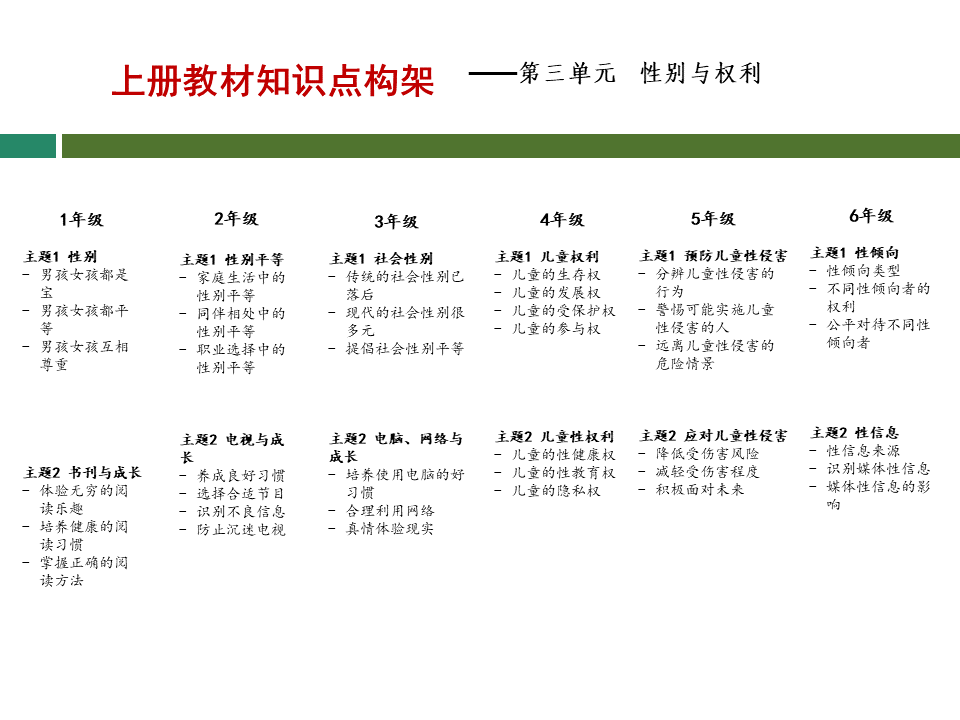 上册教材知识点构架 ——第三单元 性别与权利
1年级
主题1 性别
- 男孩女孩都是
宝
- 男孩女孩都平
等
- 男孩女孩互相
尊重
主题2 书刊与成长
- 体验无穷的阅
读乐趣
- 培养健康的阅
读习惯
- 掌握正确的阅
读方法
2年级
主题1 性别平等
- 家庭生活中的
性别平等
- 同伴相处中的
性别平等
- 职业选择中的
性别平等
主题2 电视与成
长
- 养成良好习惯
- 选择合适节目
- 识别不良信息
- 防止沉迷电视
3年级
主题1 社会性别
- 传统的社会性别已
落后
- 现代的社会性别很
多元
- 提倡社会性别平等
主题2 电脑、网络与
成长
- 培养使用电脑的好
习惯
- 合理利用网络
- 真情体验现实
4年级
主题1 儿童权利
- 儿童的生存权
- 儿童的发展权
- 儿童的受保护权
- 儿童的参与权
主题2 儿童性权利
- 儿童的性健康权
- 儿童的性教育权
- 儿童的隐私权
5年级
主题1 预防儿童性侵害
- 分辨儿童性侵害的
行为
- 警惕可能实施儿童
性侵害的人
- 远离儿童性侵害的
危险情景
主题2 应对儿童性侵害
- 降低受伤害风险
- 减轻受伤害程度
- 积极面对未来
6年级
主题1 性倾向
- 性倾向类型
- 不同性倾向者的
权利
- 公平对待不同性
倾向者
主题2 性信息
- 性信息来源
- 识别媒体性信息
- 媒体性信息的影
响